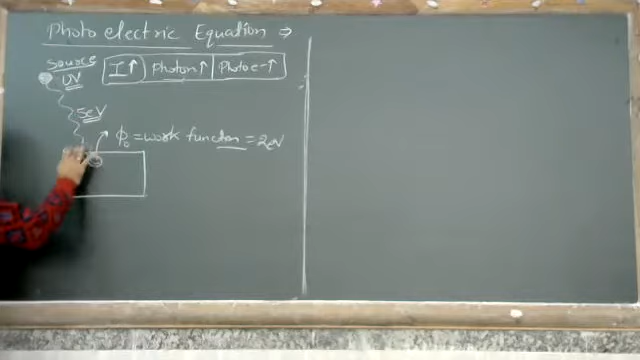 Photo electric Equation ⇒
Source
UV
I↑ Photon↑ Photo e-↑
5eV
ϕ₀ = work function = 2eV